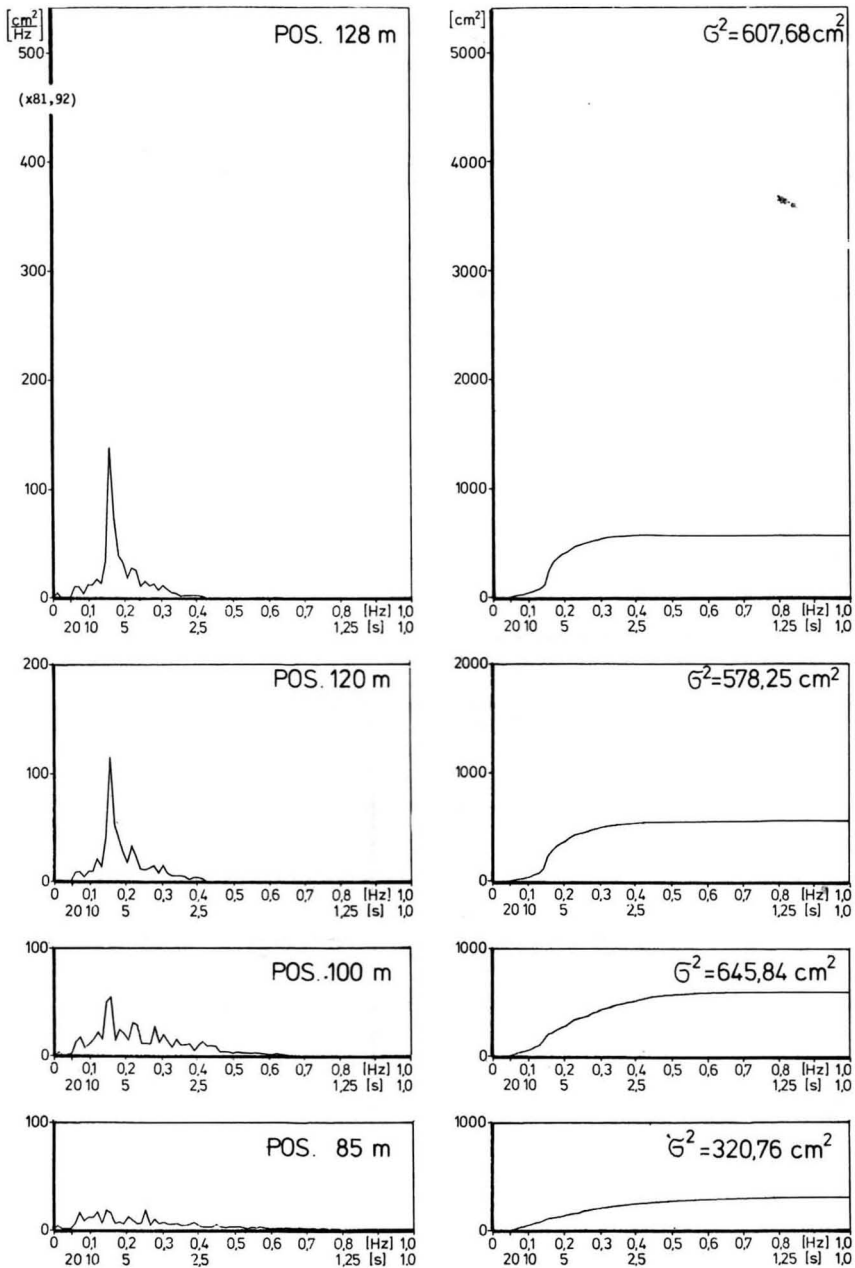 [cm²/Hz]
POS. 128 m
500
(x81,92)
400
300
200
100
0
0 0,1 0,2 0,3 0,4 0,5 0,6 0,7 0,8 [Hz] 1,0
20 10 5 2,5 1,25 [s] 1,0
[cm²]
σ²=607,68cm²
5000
4000
3000
2000
1000
0
0 0,1 0,2 0,3 0,4 0,5 0,6 0,7 0,8 [Hz] 1,0
20 10 5 2,5 1,25 [s] 1,0
200
POS. 120 m
100
0
0 0,1 0,2 0,3 0,4 0,5 0,6 0,7 0,8 [Hz] 1,0
20 10 5 2,5 1,25 [s] 1,0
2000
σ²=578,25 cm²
1000
0
0 0,1 0,2 0,3 0,4 0,5 0,6 0,7 0,8 [Hz] 1,0
20 10 5 2,5 1,25 [s] 1,0
100
POS. 100 m
0
0 0,1 0,2 0,3 0,4 0,5 0,6 0,7 0,8 [Hz] 1,0
20 10 5 2,5 1,25 [s] 1,0
1000
σ²=645,84 cm²
0
0 0,1 0,2 0,3 0,4 0,5 0,6 0,7 0,8 [Hz] 1,0
20 10 5 2,5 1,25 [s] 1,0
100
POS. 85 m
0
0 0,1 0,2 0,3 0,4 0,5 0,6 0,7 0,8 [Hz] 1,0
20 10 5 2,5 1,25 [s] 1,0
1000
σ²=320,76 cm²
0
0 0,1 0,2 0,3 0,4 0,5 0,6 0,7 0,8 [Hz] 1,0
20 10 5 2,5 1,25 [s] 1,0